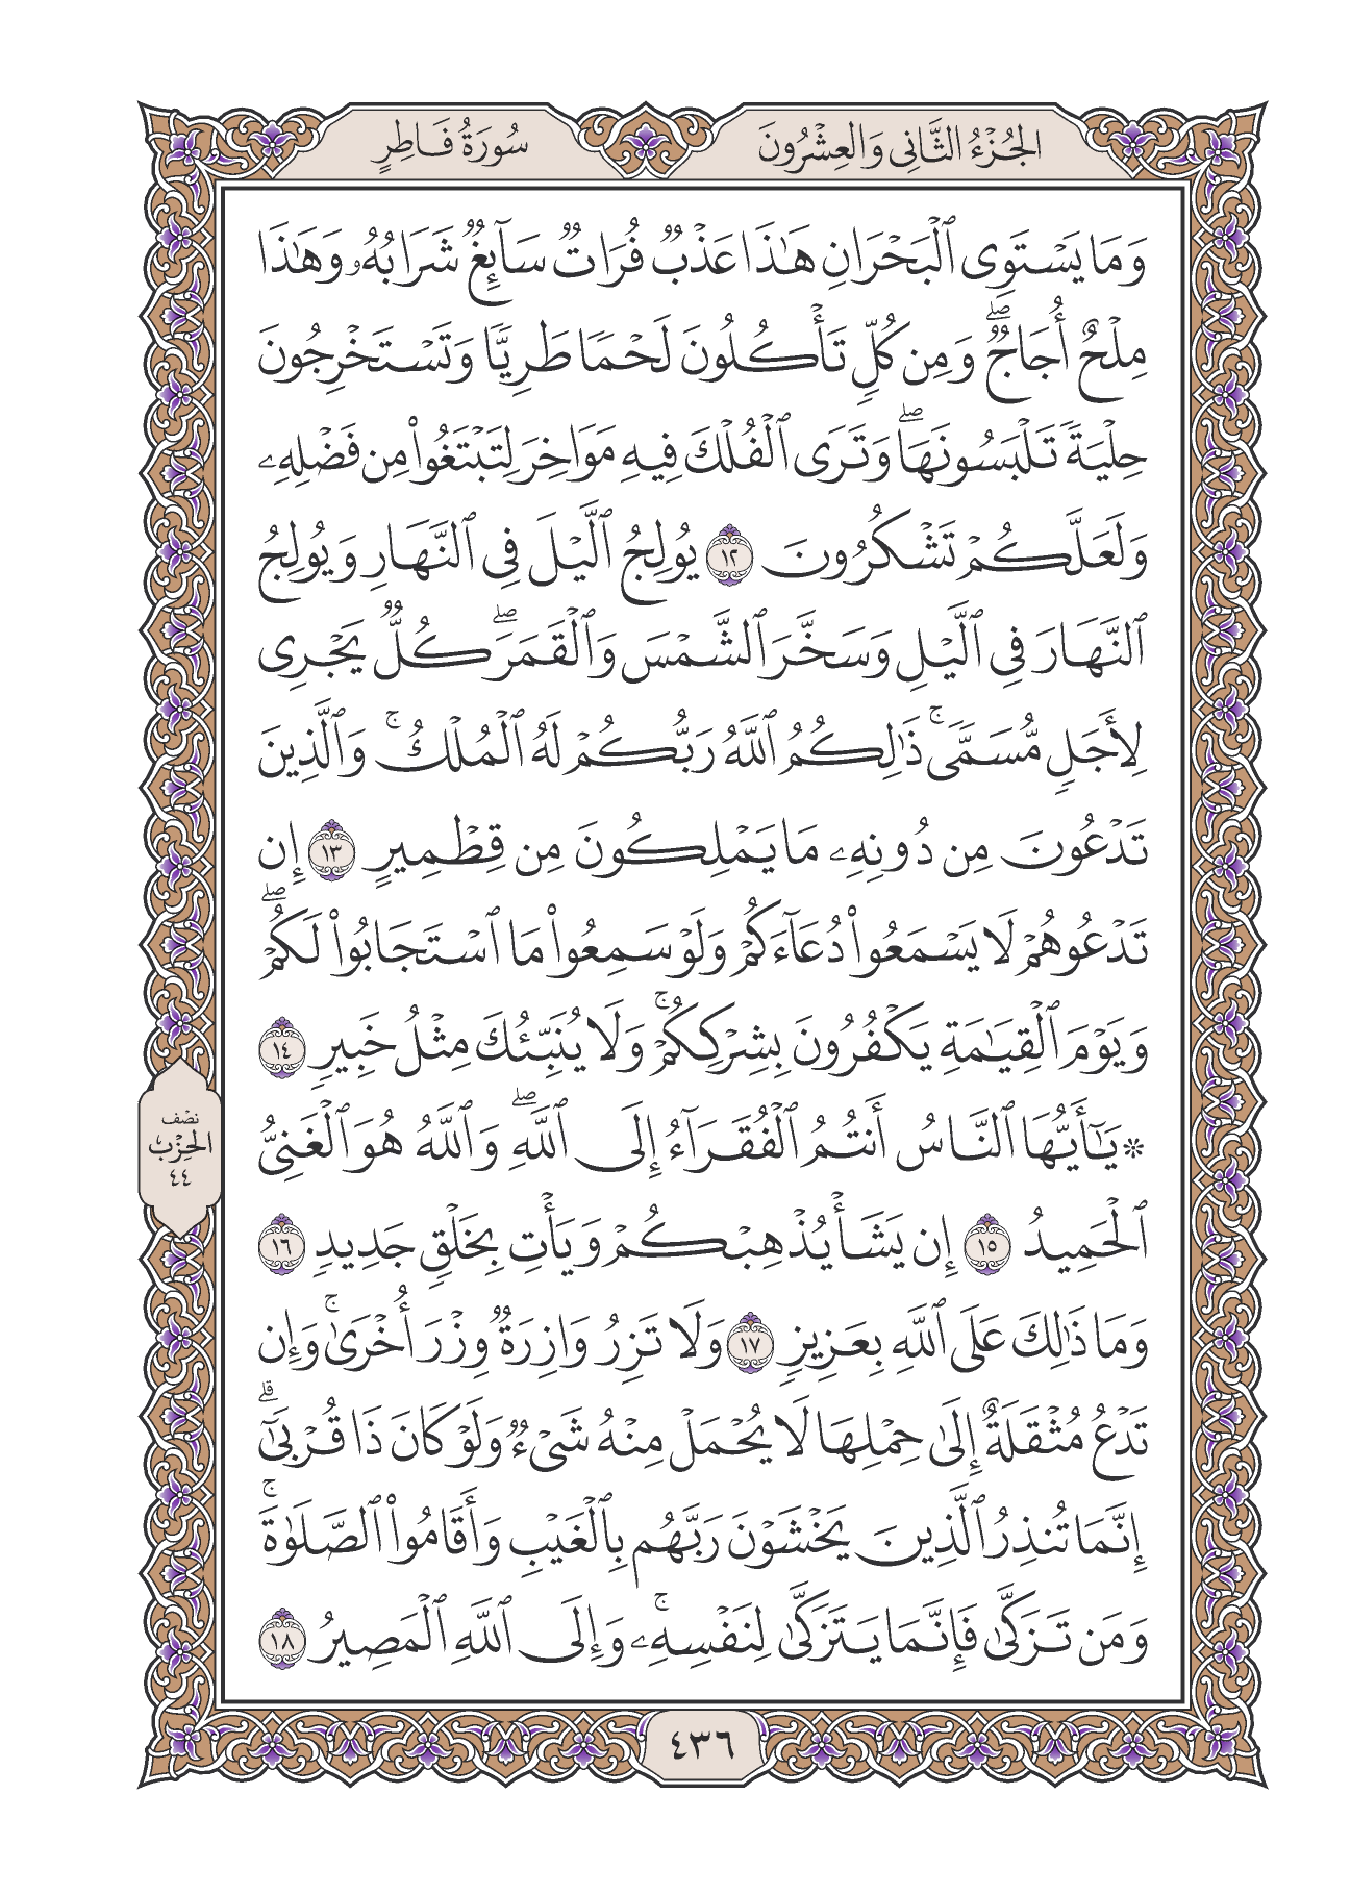 الجُزْءُ الثَّانِي وَالعِشْرُونَ
سُورَةُ فَاطِرٍ
وَمَا يَسْتَوِى ٱلْبَحْرَانِ هَـٰذَا عَذْبٌ فُرَاتٌ سَآئِغٌ شَرَابُهُۥ وَهَـٰذَا
مِلْحٌ أُجَاجٌ ۖ وَمِن كُلٍّ تَأْكُلُونَ لَحْمًا طَرِيًّا وَتَسْتَخْرِجُونَ
حِلْيَةً تَلْبَسُونَهَا ۖ وَتَرَى ٱلْفُلْكَ فِيهِ مَوَاخِرَ لِتَبْتَغُوا۟ مِن فَضْلِهِۦ
وَلَعَلَّكُمْ تَشْكُرُونَ ١٢ يُولِجُ ٱلَّيْلَ فِى ٱلنَّهَارِ وَيُولِجُ
ٱلنَّهَارَ فِى ٱلَّيْلِ وَسَخَّرَ ٱلشَّمْسَ وَٱلْقَمَرَ ۖ كُلٌّ يَجْرِى
لِأَجَلٍ مُّسَمًّى ۚ ذَٰلِكُمُ ٱللَّهُ رَبُّكُمْ لَهُ ٱلْمُلْكُ ۚ وَٱلَّذِينَ
تَدْعُونَ مِن دُونِهِۦ مَا يَمْلِكُونَ مِن قِطْمِيرٍ ١٣ إِن
تَدْعُوهُمْ لَا يَسْمَعُوا۟ دُعَآءَكُمْ وَلَوْ سَمِعُوا۟ مَا ٱسْتَجَابُوا۟ لَكُمْ ۖ
وَيَوْمَ ٱلْقِيَـٰمَةِ يَكْفُرُونَ بِشِرْكِكُمْ ۚ وَلَا يُنَبِّئُكَ مِثْلُ خَبِيرٍ ١٤
۞ يَـٰٓأَيُّهَا ٱلنَّاسُ أَنتُمُ ٱلْفُقَرَآءُ إِلَى ٱللَّهِ ۖ وَٱللَّهُ هُوَ ٱلْغَنِىُّ
ٱلْحَمِيدُ ١٥ إِن يَشَأْ يُذْهِبْكُمْ وَيَأْتِ بِخَلْقٍ جَدِيدٍ ١٦
وَمَا ذَٰلِكَ عَلَى ٱللَّهِ بِعَزِيزٍ ١٧ وَلَا تَزِرُ وَازِرَةٌ وِزْرَ أُخْرَىٰ ۚ وَإِن
تَدْعُ مُثْقَلَةٌ إِلَىٰ حِمْلِهَا لَا يُحْمَلْ مِنْهُ شَىْءٌ وَلَوْ كَانَ ذَا قُرْبَىٰٓ ۗ
إِنَّمَا تُنذِرُ ٱلَّذِينَ يَخْشَوْنَ رَبَّهُم بِٱلْغَيْبِ وَأَقَامُوا۟ ٱلصَّلَوٰةَ ۚ
وَمَن تَزَكَّىٰ فَإِنَّمَا يَتَزَكَّىٰ لِنَفْسِهِۦ ۚ وَإِلَى ٱللَّهِ ٱلْمَصِيرُ ١٨
نصْف
الحِزْب
٤٤
٤٣٦